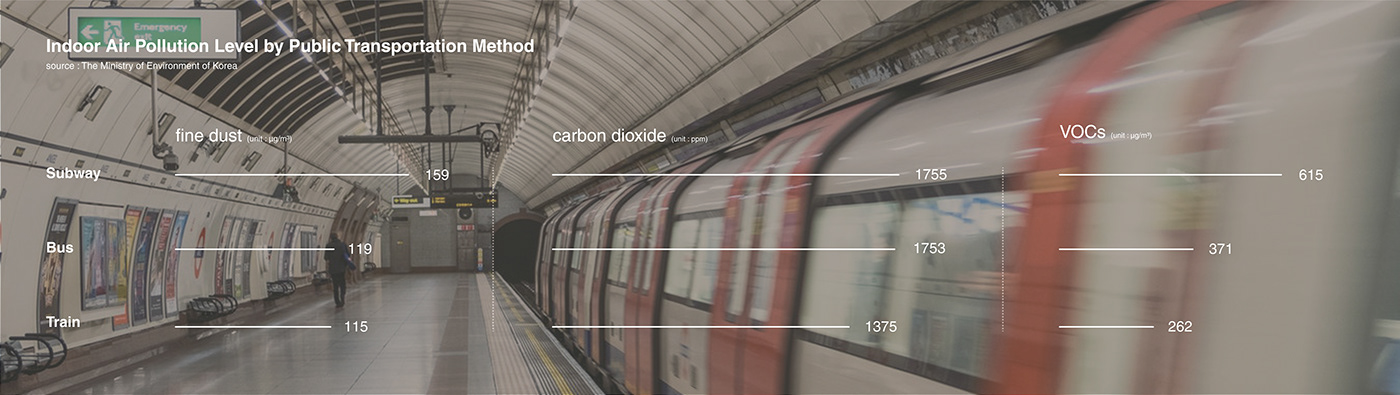 Emergency
exit
Indoor Air Pollution Level by Public Transportation Method
source : The Ministry of Environment of Korea
fine dust (unit : μg/m³)
carbon dioxide (unit : ppm)
VOCs (unit : μg/m³)
Subway 159 1755 615
Bus 119 1753 371
Train 115 1375 262
Way out